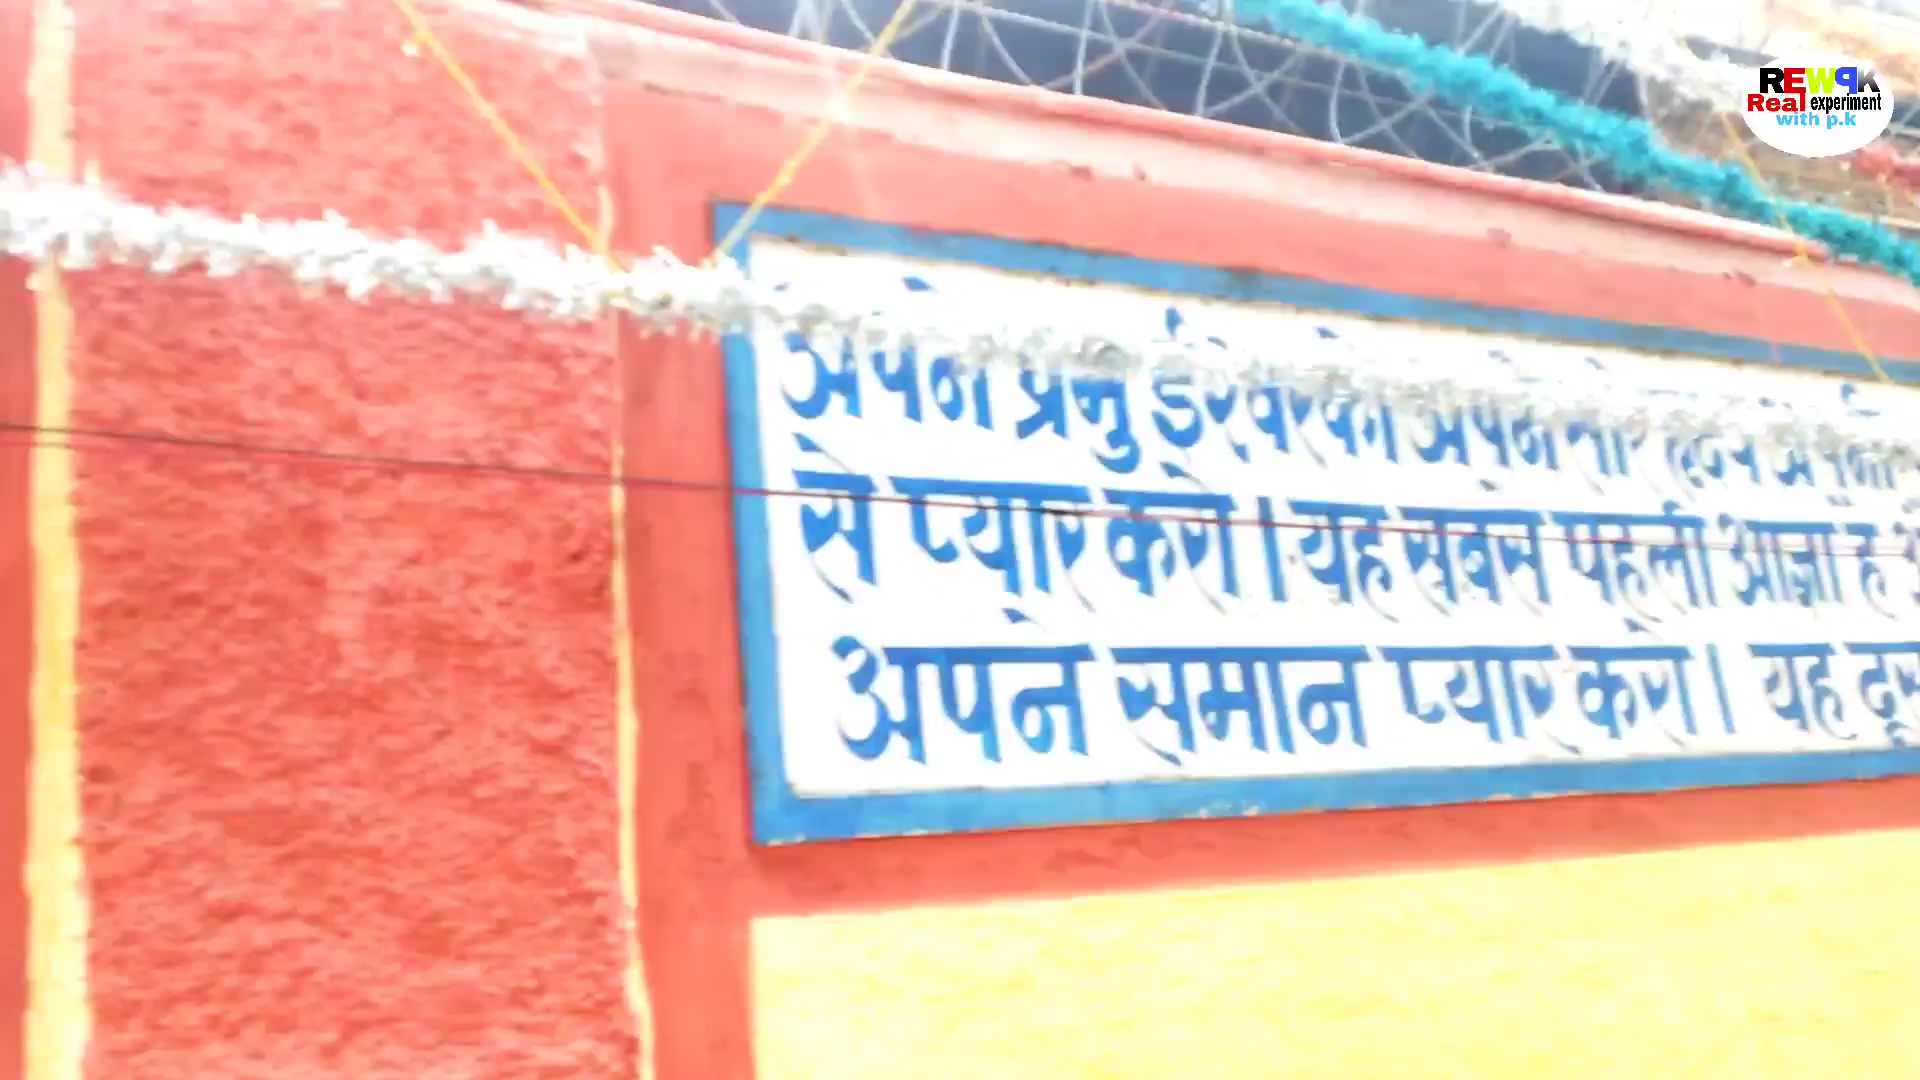 REWPK
Real experiment
with p.k
अपने प्रभु ईश्वर को अपने सारे हृदय अपनी
से प्यार करो । यह सबसे पहली आज्ञा है
अपने समान प्यार करो । यह